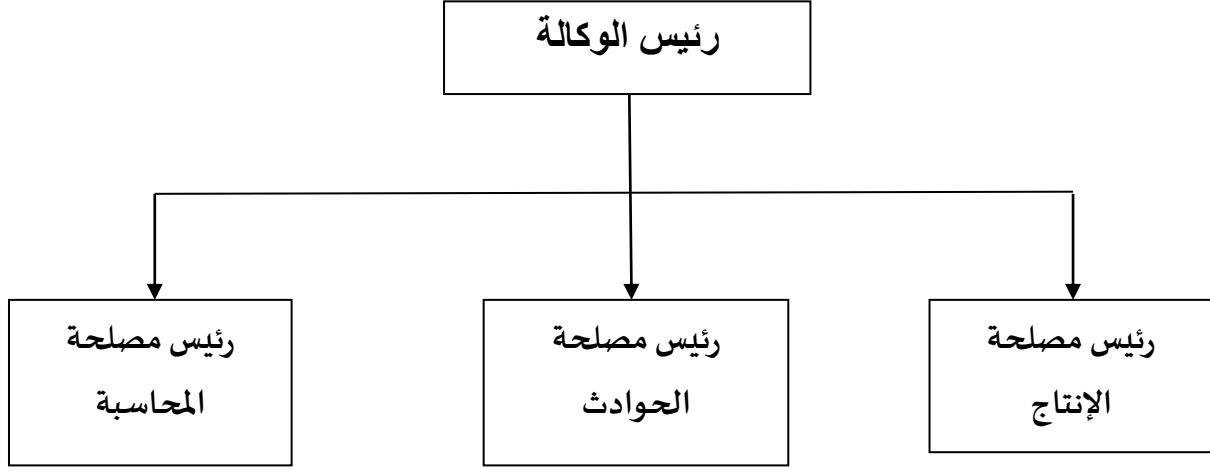 رئيس الوكالة
رئيس مصلحة
الإنتاج
رئيس مصلحة
الحوادث
رئيس مصلحة
المحاسبة